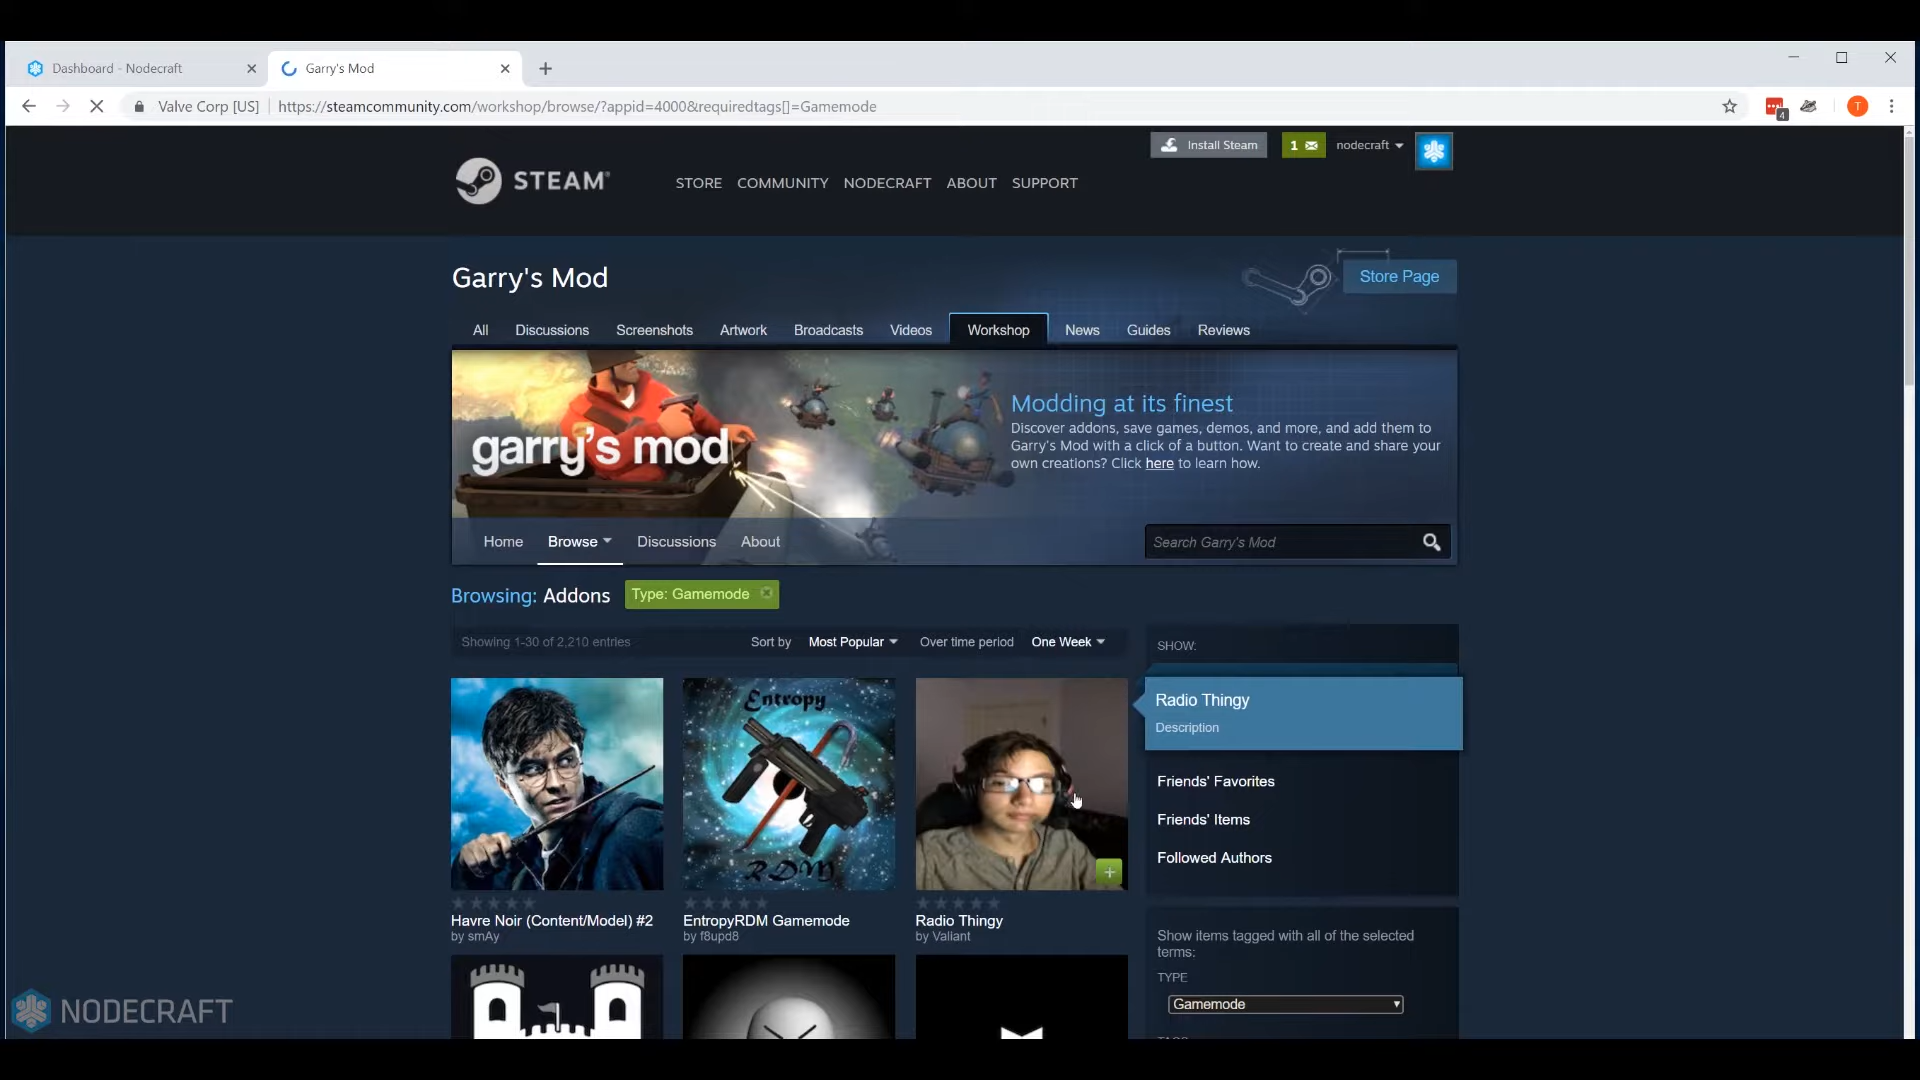 Dashboard - Nodecraft
Garry's Mod
Valve Corp [US] | https://steamcommunity.com/workshop/browse/?appid=4000&requiredtags[]=Gamemode
4
T
Install Steam
1
nodecraft
STEAM®
STORE COMMUNITY NODECRAFT ABOUT SUPPORT
Garry's Mod
Store Page
All Discussions Screenshots Artwork Broadcasts Videos Workshop News Guides Reviews
garry's mod
Modding at its finest
Discover addons, save games, demos, and more, and add them to
Garry's Mod with a click of a button. Want to create and share your
own creations? Click here to learn how.
Home Browse Discussions About
Search Garry's Mod
Browsing: Addons Type: Gamemode
Showing 1-30 of 2,210 entries
Sort by Most Popular Over time period One Week
SHOW:
Radio Thingy
Description
Friends' Favorites
Friends' Items
Followed Authors
Entropy
RDM
Havre Noir (Content/Model) #2
by smAy
EntropyRDM Gamemode
by f8upd8
Radio Thingy
by Valiant
Show items tagged with all of the selected
terms:
TYPE
Gamemode
NODECRAFT